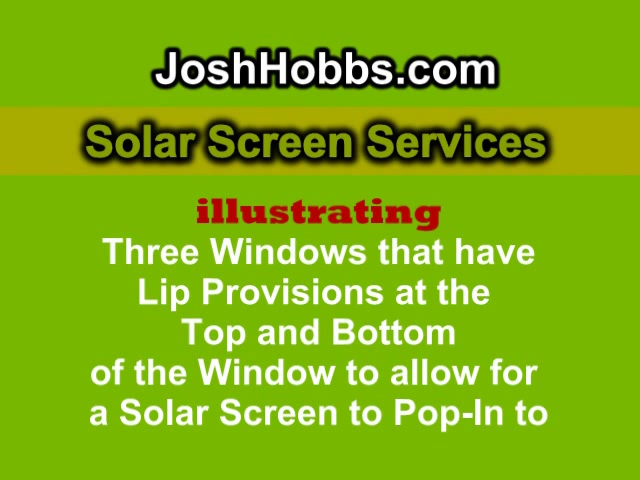 JoshHobbs.com
Solar Screen Services
illustrating
Three Windows that have
Lip Provisions at the
Top and Bottom
of the Window to allow for
a Solar Screen to Pop-In to